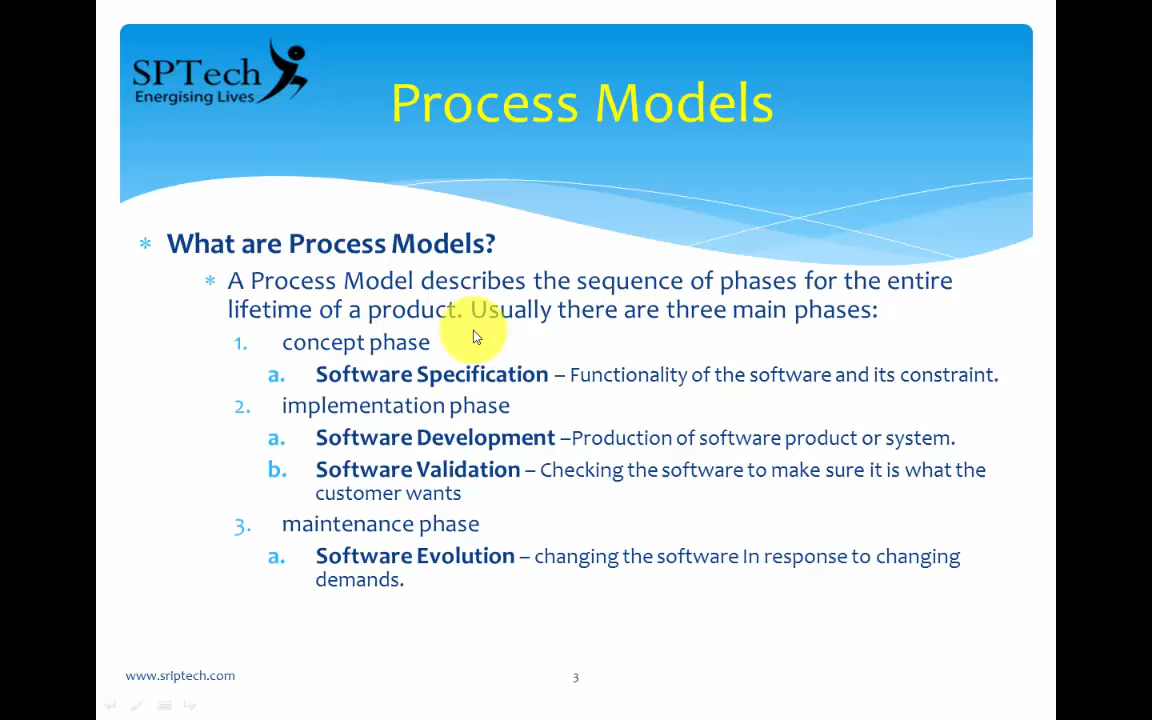 SPTech
Energising Lives
Process Models
* What are Process Models?
* A Process Model describes the sequence of phases for the entire
lifetime of a product. Usually there are three main phases:
1. concept phase
a. Software Specification – Functionality of the software and its constraint.
2. implementation phase
a. Software Development –Production of software product or system.
b. Software Validation – Checking the software to make sure it is what the
customer wants
3. maintenance phase
a. Software Evolution – changing the software In response to changing
demands.
www.sriptech.com
3